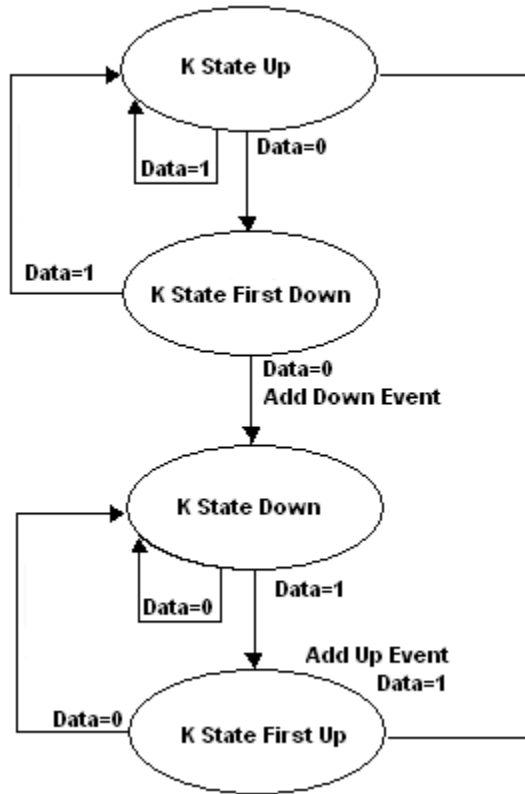 K State Up
Data=1
Data=0
Data=1
K State First Down
Data=0
Add Down Event
K State Down
Data=0
Data=1
Add Up Event
Data=1
Data=0
K State First Up